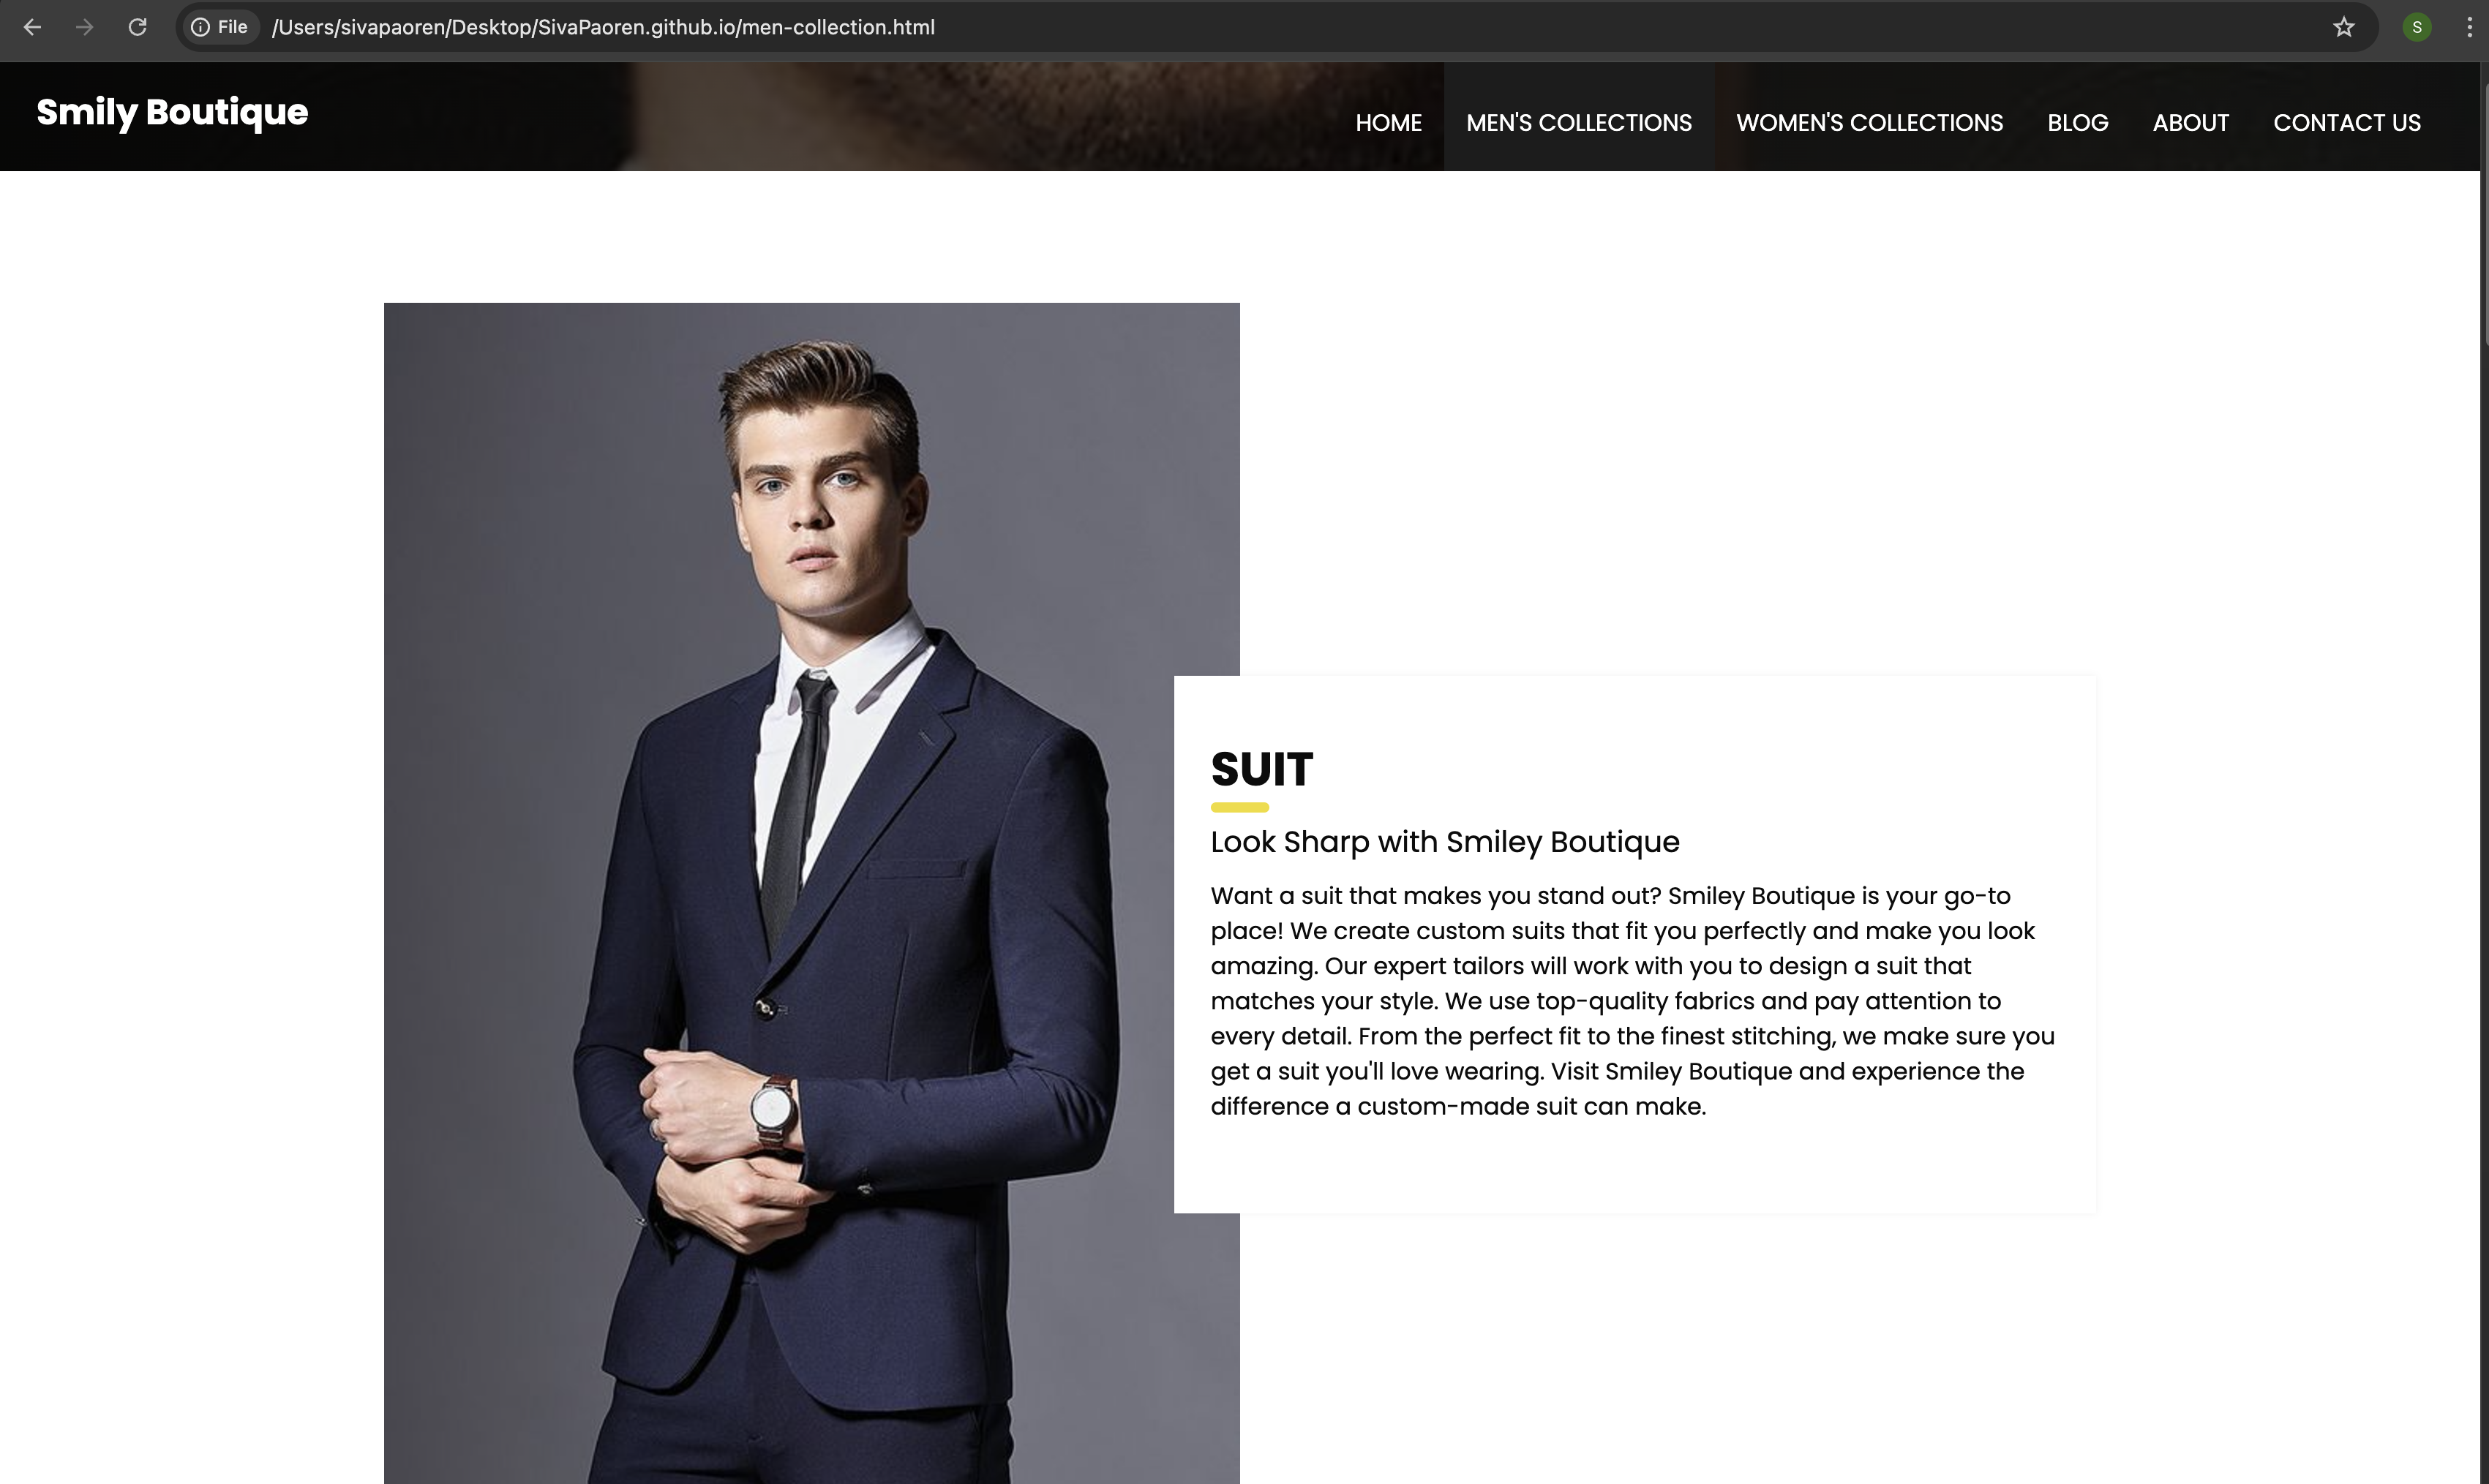 File /Users/sivapaoren/Desktop/SivaPaoren.github.io/men-collection.html
S
Smily Boutique
HOME MEN'S COLLECTIONS WOMEN'S COLLECTIONS BLOG ABOUT CONTACT US
SUIT
Look Sharp with Smiley Boutique
Want a suit that makes you stand out? Smiley Boutique is your go-to
place! We create custom suits that fit you perfectly and make you look
amazing. Our expert tailors will work with you to design a suit that
matches your style. We use top-quality fabrics and pay attention to
every detail. From the perfect fit to the finest stitching, we make sure you
get a suit you'll love wearing. Visit Smiley Boutique and experience the
difference a custom-made suit can make.